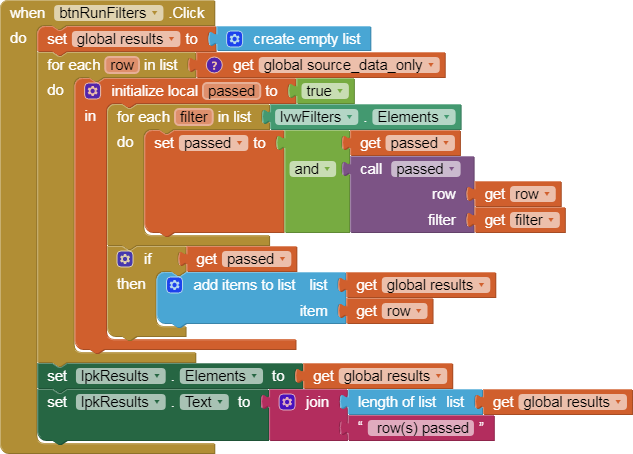 when btnRunFilters .Click
do set global results to create empty list
for each row in list ? get global source_data_only
do initialize local passed to true
in for each filter in list lvwFilters . Elements
do set passed to get passed
and call passed
row get row
filter get filter
if get passed
then add items to list list get global results
item get row
set lpkResults . Elements to get global results
set lpkResults . Text to join length of list list get global results
“ row(s) passed ”